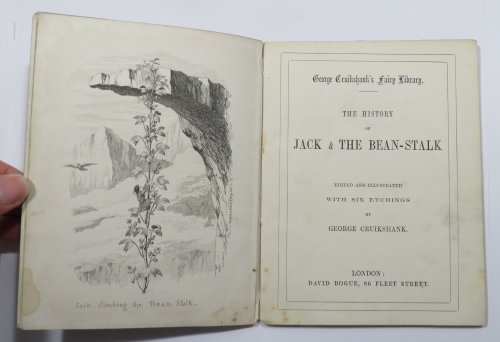 Jack climbing the Bean Stalk.
George Cruikshank's Fairy Library.
THE HISTORY
OF
JACK & THE BEAN-STALK
EDITED AND ILLUSTRATED
WITH SIX ETCHINGS
BY
GEORGE CRUIKSHANK.
LONDON:
DAVID BOGUE, 86 FLEET STREET.